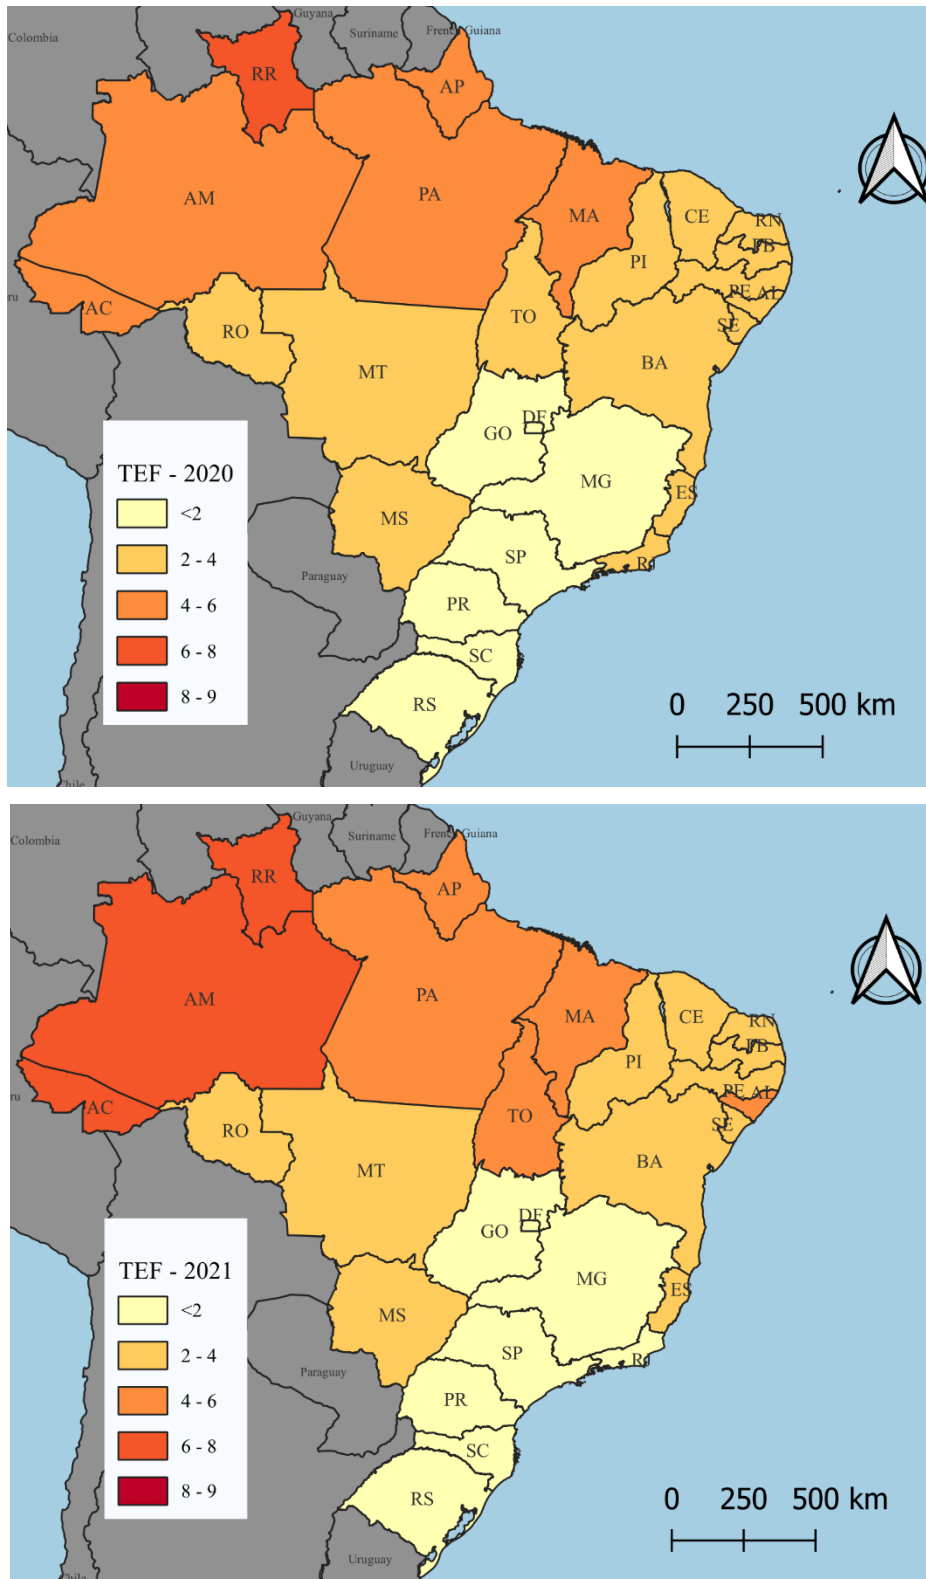 Guyana
Colombia
Suriname
French Guiana
RR
AP
AM
PA
MA
CE
RN
PB
PI
PE
AL
AC
TO
SE
RO
BA
MT
DF
GO
MG
ES
MS
SP
RJ
Paraguay
PR
SC
RS
Uruguay
Chile
TEF - 2020
<2
2 - 4
4 - 6
6 - 8
8 - 9
0 250 500 km
Guyana
Colombia
Suriname
French Guiana
RR
AP
AM
PA
MA
CE
RN
PB
PI
PE
AL
AC
TO
SE
RO
BA
MT
DF
GO
MG
ES
MS
SP
Paraguay
PR
SC
RS
Uruguay
Chile
TEF - 2021
<2
2 - 4
4 - 6
6 - 8
8 - 9
0 250 500 km